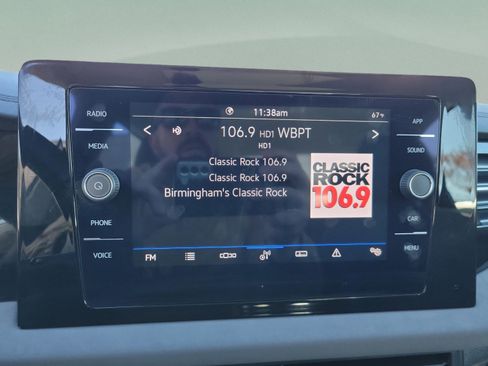 RADIO
MEDIA
PHONE
VOICE
11:38am
67°F
106.9 HD1 WBPT
HD1
Classic Rock 106.9
Classic Rock 106.9
Birmingham's Classic Rock
CLASSIC
ROCK
106.9
FM
APP
SOUND
CAR
MENU